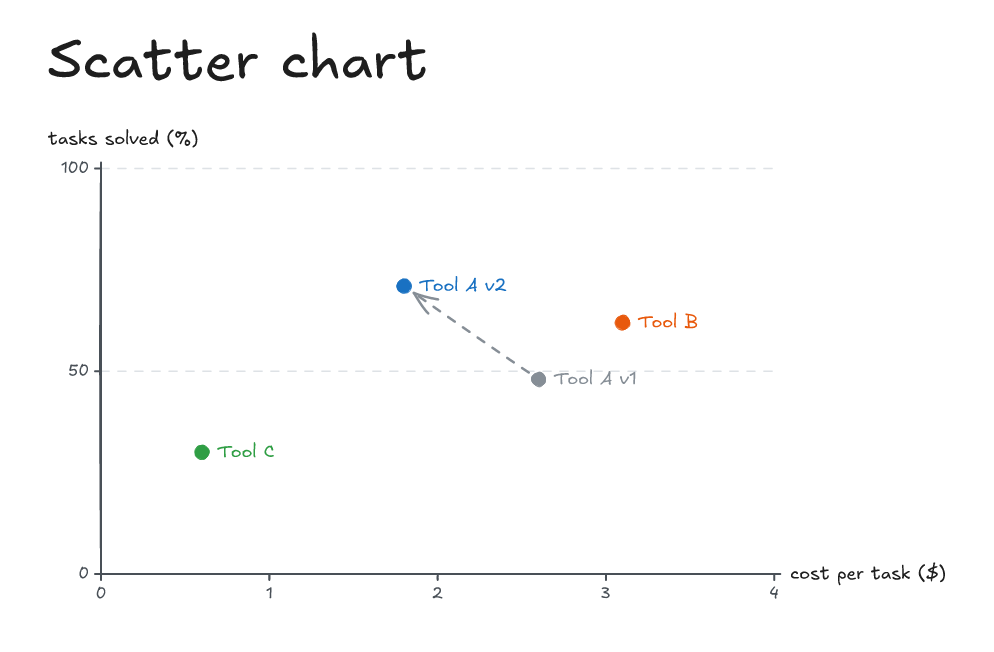 Scatter chart
tasks solved (%)
100
Tool A v2
Tool B
50
Tool A v1
Tool C
0
cost per task ($)
0 1 2 3 4